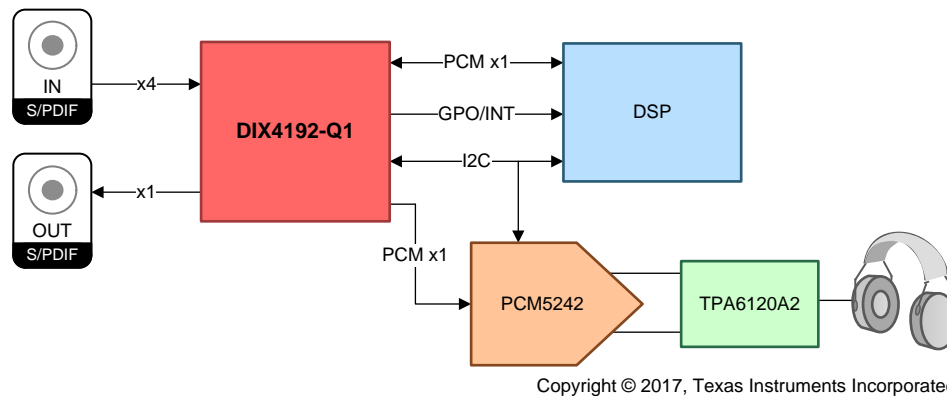 IN
S/PDIF
x4
DIX4192-Q1
PCM x1
GPO/INT
I2C
DSP
OUT
S/PDIF
x1
PCM x1
PCM5242
TPA6120A2
Copyright © 2017, Texas Instruments Incorporated